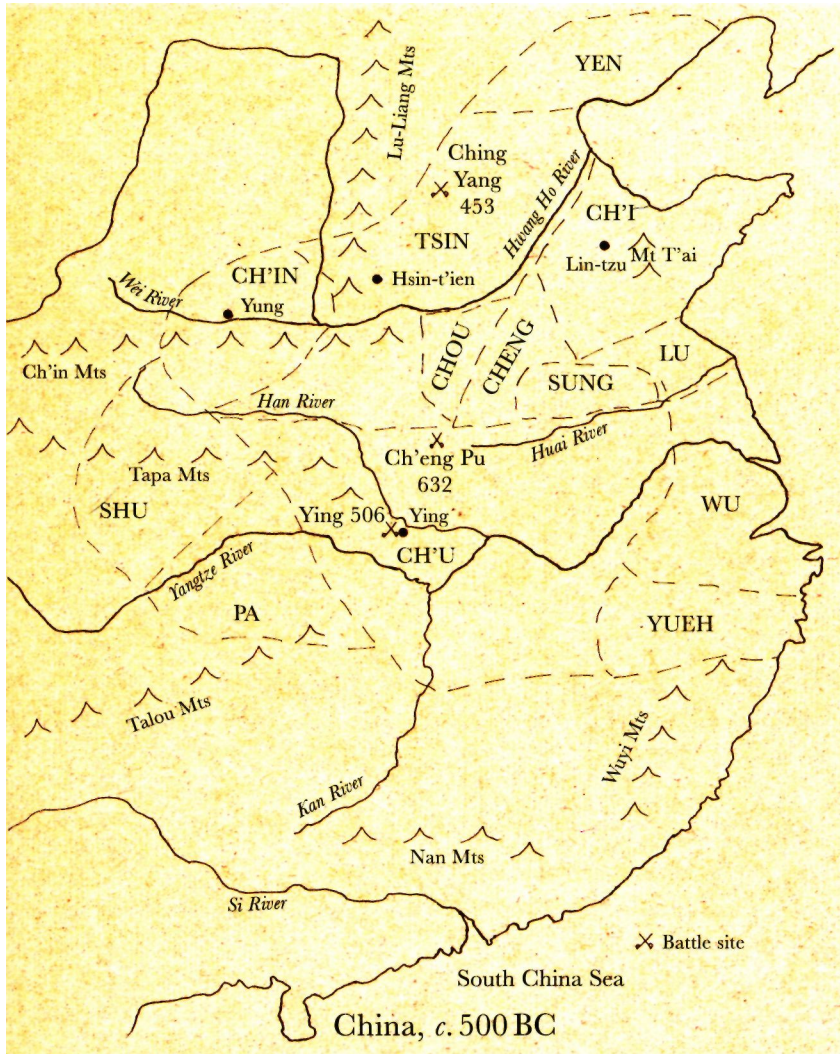 YEN
Lu-Liang Mts
Ching
Yang
453
Hwang Ho River
CH'I
TSIN
Lin-tzu
Mt T'ai
CH'IN
Hsin-t'ien
Wei River
Yung
CHOU
CHENG
LU
SUNG
Ch'in Mts
Han River
Huai River
Ch'eng Pu
632
Tapa Mts
SHU
Ying 506
Ying
WU
CH'U
Yangtze River
PA
YUEH
Talou Mts
Wuyi Mts
Kan River
Nan Mts
Si River
Battle site
South China Sea
China, c. 500 BC